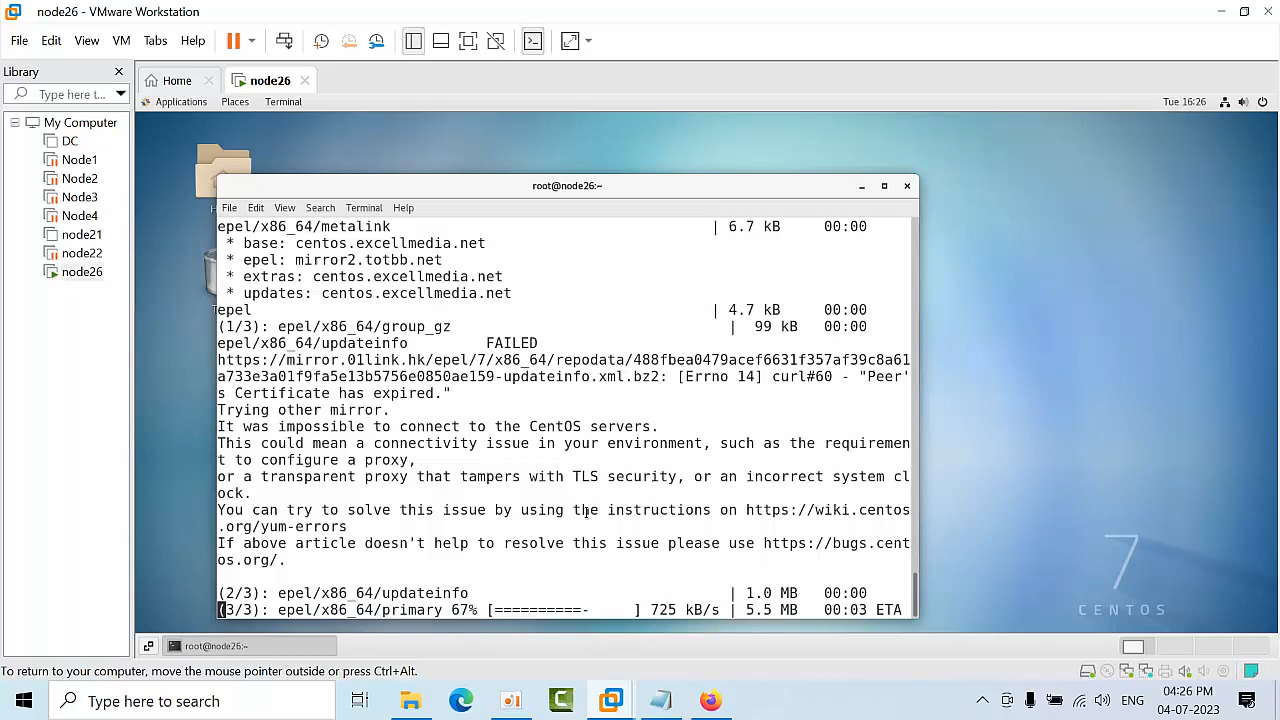 node26 - VMware Workstation
File Edit View VM Tabs Help
Library
Type here t...
My Computer
DC
Node1
Node2
Node3
Node4
node21
node22
node26
Home
node26
Applications Places Terminal
Tue 16:26
root@node26:~
File Edit View Search Terminal Help
epel/x86_64/metalink | 6.7 kB 00:00
* base: centos.excellmedia.net
* epel: mirror2.totbb.net
* extras: centos.excellmedia.net
* updates: centos.excellmedia.net
epel | 4.7 kB 00:00
(1/3): epel/x86_64/group_gz | 99 kB 00:00
epel/x86_64/updateinfo FAILED
https://mirror.01link.hk/epel/7/x86_64/repodata/488fbea0479acef6631f357af39c8a61
a733e3a01f9fa5e13b5756e0850ae159-updateinfo.xml.bz2: [Errno 14] curl#60 - "Peer'
s Certificate has expired."
Trying other mirror.
It was impossible to connect to the CentOS servers.
This could mean a connectivity issue in your environment, such as the requiremen
t to configure a proxy,
or a transparent proxy that tampers with TLS security, or an incorrect system cl
ock.
You can try to solve this issue by using the instructions on https://wiki.centos
.org/yum-errors
If above article doesn't help to resolve this issue please use https://bugs.cent
os.org/.
(2/3): epel/x86_64/updateinfo | 1.0 MB 00:00
(3/3): epel/x86_64/primary 67% [==========- ] 725 kB/s | 5.5 MB 00:03 ETA
7
CENTOS
root@node26:~
To return to your computer, move the mouse pointer outside or press Ctrl+Alt.
Type here to search
ENG
04:26 PM
04-07-2023